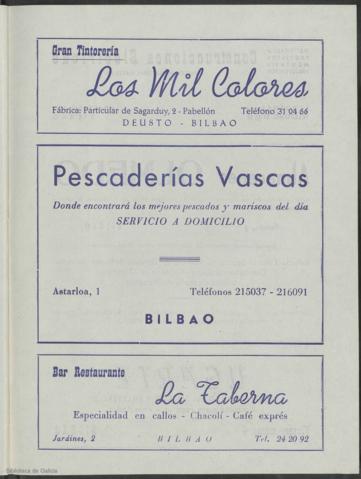 Gran Tintorería
Los Mil Colores
Fábrica: Particular de Sagarduy, 2 - Pabellón Teléfono 31 04 66
DEUSTO - BILBAO
Pescaderías Vascas
Donde encontrará los mejores pescados y mariscos del día
SERVICIO A DOMICILIO
Astarloa, 1 Teléfonos 215037 - 216091
BILBAO
Bar Restaurante
La Taberna
Especialidad en callos - Chacolí - Café exprés
Jardines, 2 BILBAO Tel. 24 20 92
Biblioteca de Galicia